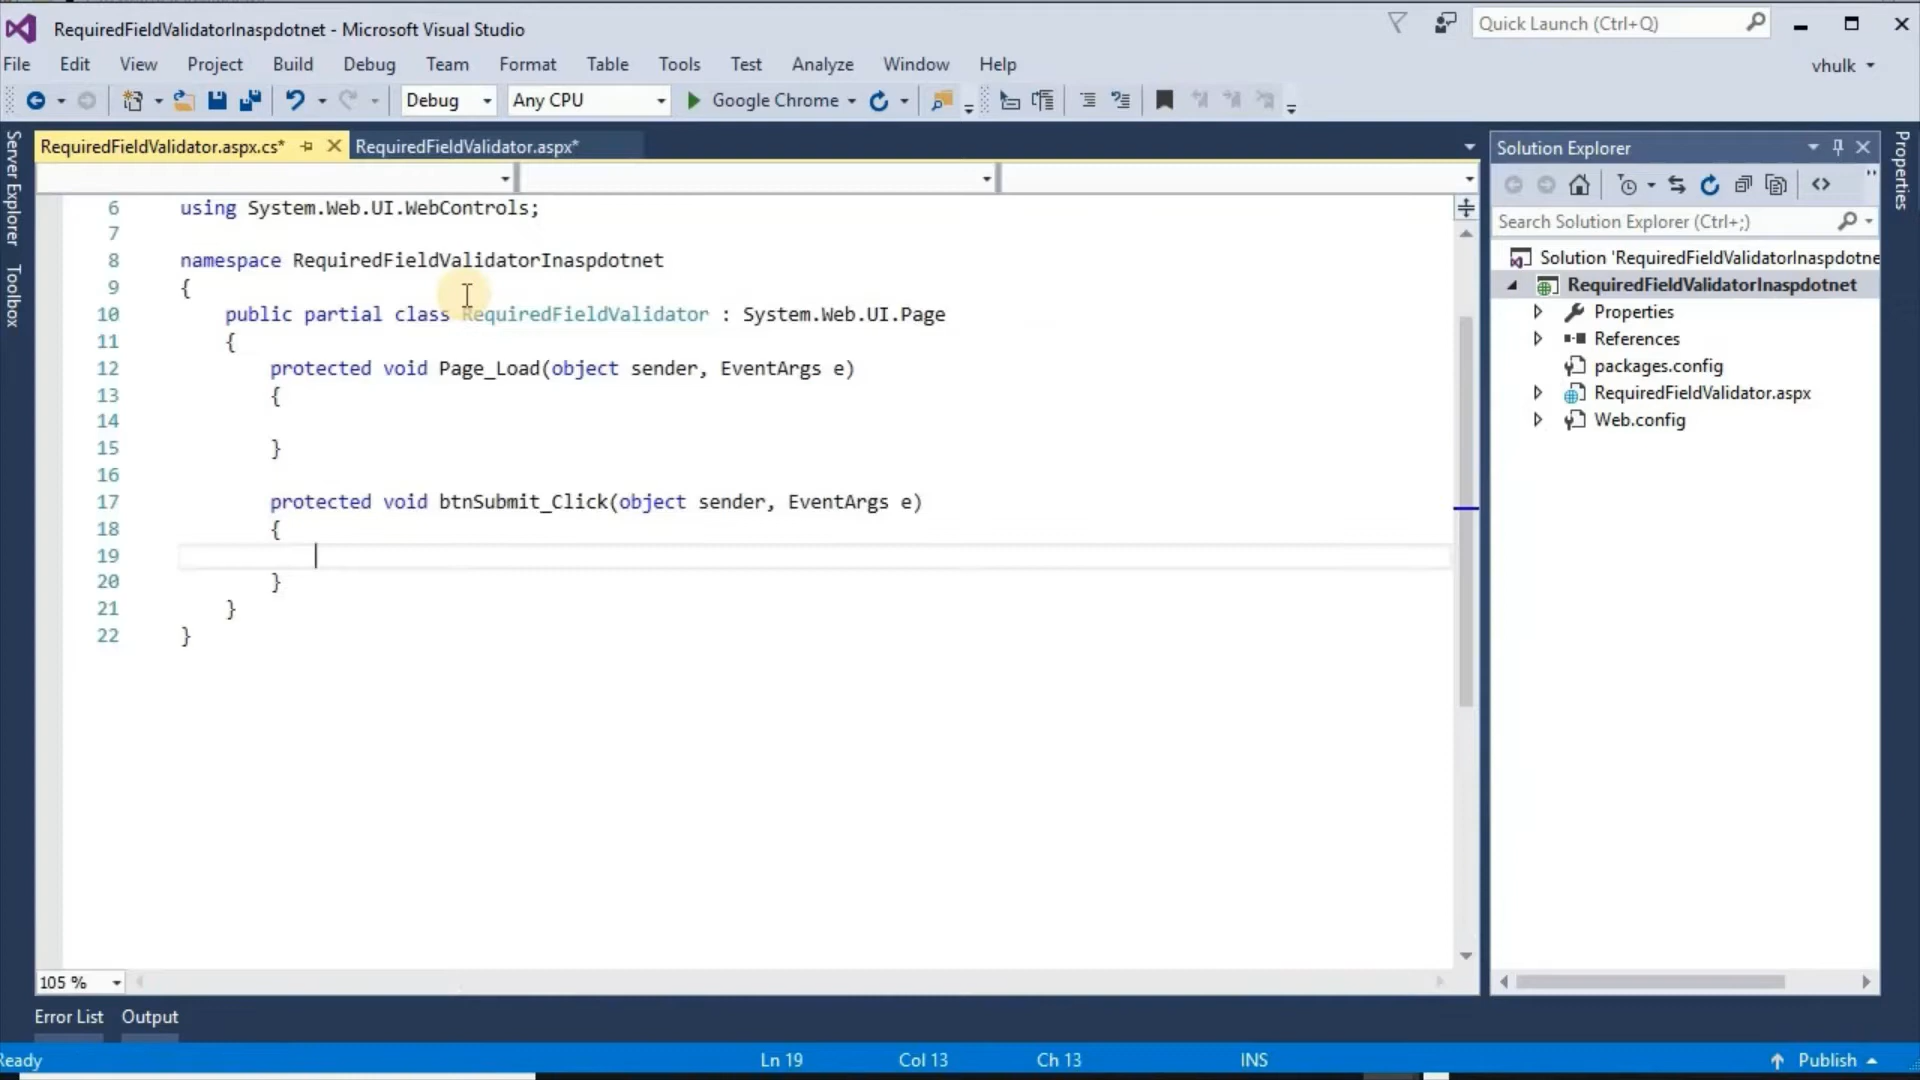 RequiredFieldValidatorInaspdotnet - Microsoft Visual Studio
Quick Launch (Ctrl+Q)
File Edit View Project Build Debug Team Format Table Tools Test Analyze Window Help
vhulk
Debug Any CPU Google Chrome
RequiredFieldValidator.aspx.cs* RequiredFieldValidator.aspx*
Server Explorer
Toolbox
6 using System.Web.UI.WebControls;
7
8 namespace RequiredFieldValidatorInaspdotnet
9 {
10 public partial class RequiredFieldValidator : System.Web.UI.Page
11 {
12 protected void Page_Load(object sender, EventArgs e)
13 {
14
15 }
16
17 protected void btnSubmit_Click(object sender, EventArgs e)
18 {
19
20 }
21 }
22 }
105 %
Solution Explorer
Search Solution Explorer (Ctrl+;)
Solution 'RequiredFieldValidatorInaspdotne
RequiredFieldValidatorInaspdotnet
Properties
References
packages.config
RequiredFieldValidator.aspx
Web.config
Properties
Error List Output
Ready Ln 19 Col 13 Ch 13 INS Publish